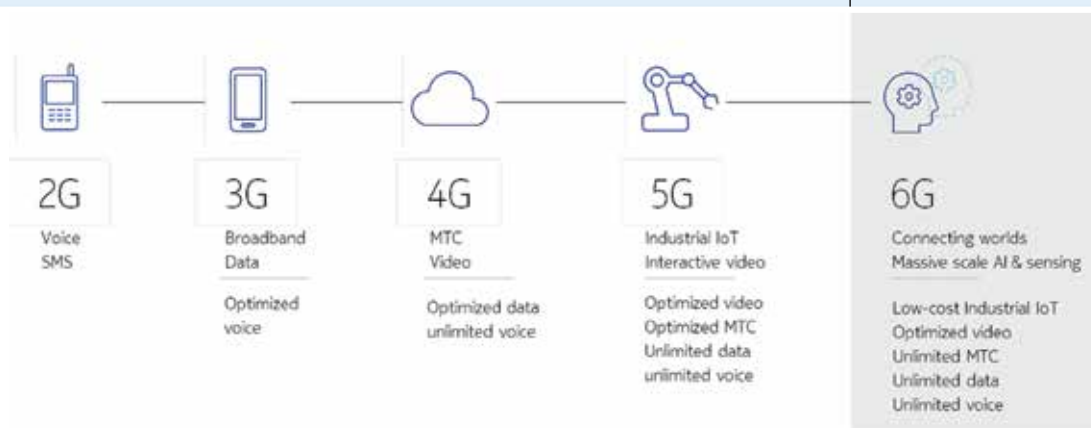 2G
Voice
SMS
3G
Broadband
Data
Optimized
voice
4G
MTC
Video
Optimized data
unlimited voice
5G
Industrial IoT
Interactive video
Optimized video
Optimized MTC
Unlimited data
unlimited voice
6G
Connecting worlds
Massive scale AI & sensing
Low-cost Industrial IoT
Optimized video
Unlimited MTC
Unlimited data
Unlimited voice